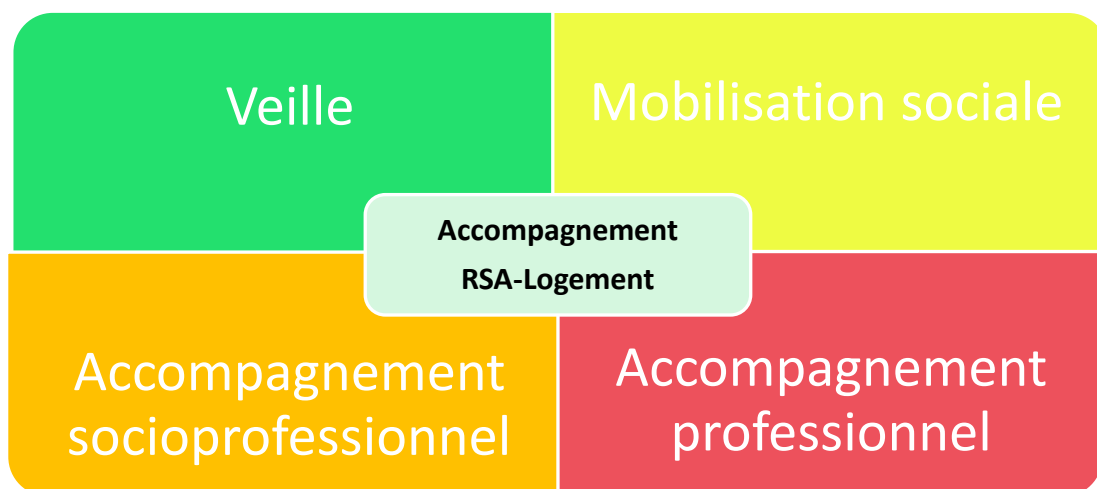 Veille
Mobilisation sociale
Accompagnement
RSA-Logement
Accompagnement
socioprofessionnel
Accompagnement
professionnel